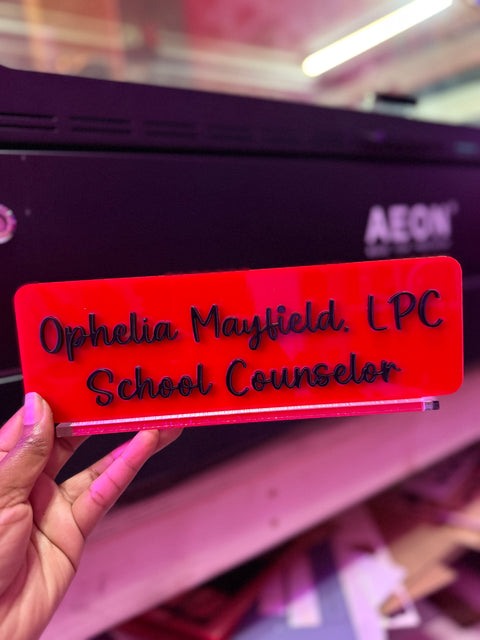 AEON
Ophelia Mayfield. LPC
School Counselor